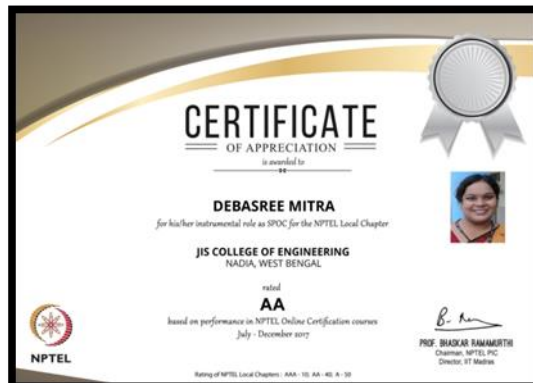 CERTIFICATE
OF APPRECIATION
is awarded to
DEBASREE MITRA
for his/her instrumental role as SPOC for the NPTEL Local Chapter
JIS COLLEGE OF ENGINEERING
NADIA, WEST BENGAL
rated
AA
based on performance in NPTEL Online Certification courses
July - December 2017
NPTEL
PROF. BHASKAR RAMAMURTHI
Chairman, NPTEL PIC
Director, IIT Madras
Rating of NPTEL Local Chapters : AAA - 10, AA - 40, A - 50